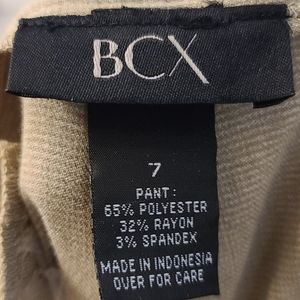 BCX
7
PANT:
65% POLYESTER
32% RAYON
3% SPANDEX
MADE IN INDONESIA
OVER FOR CARE